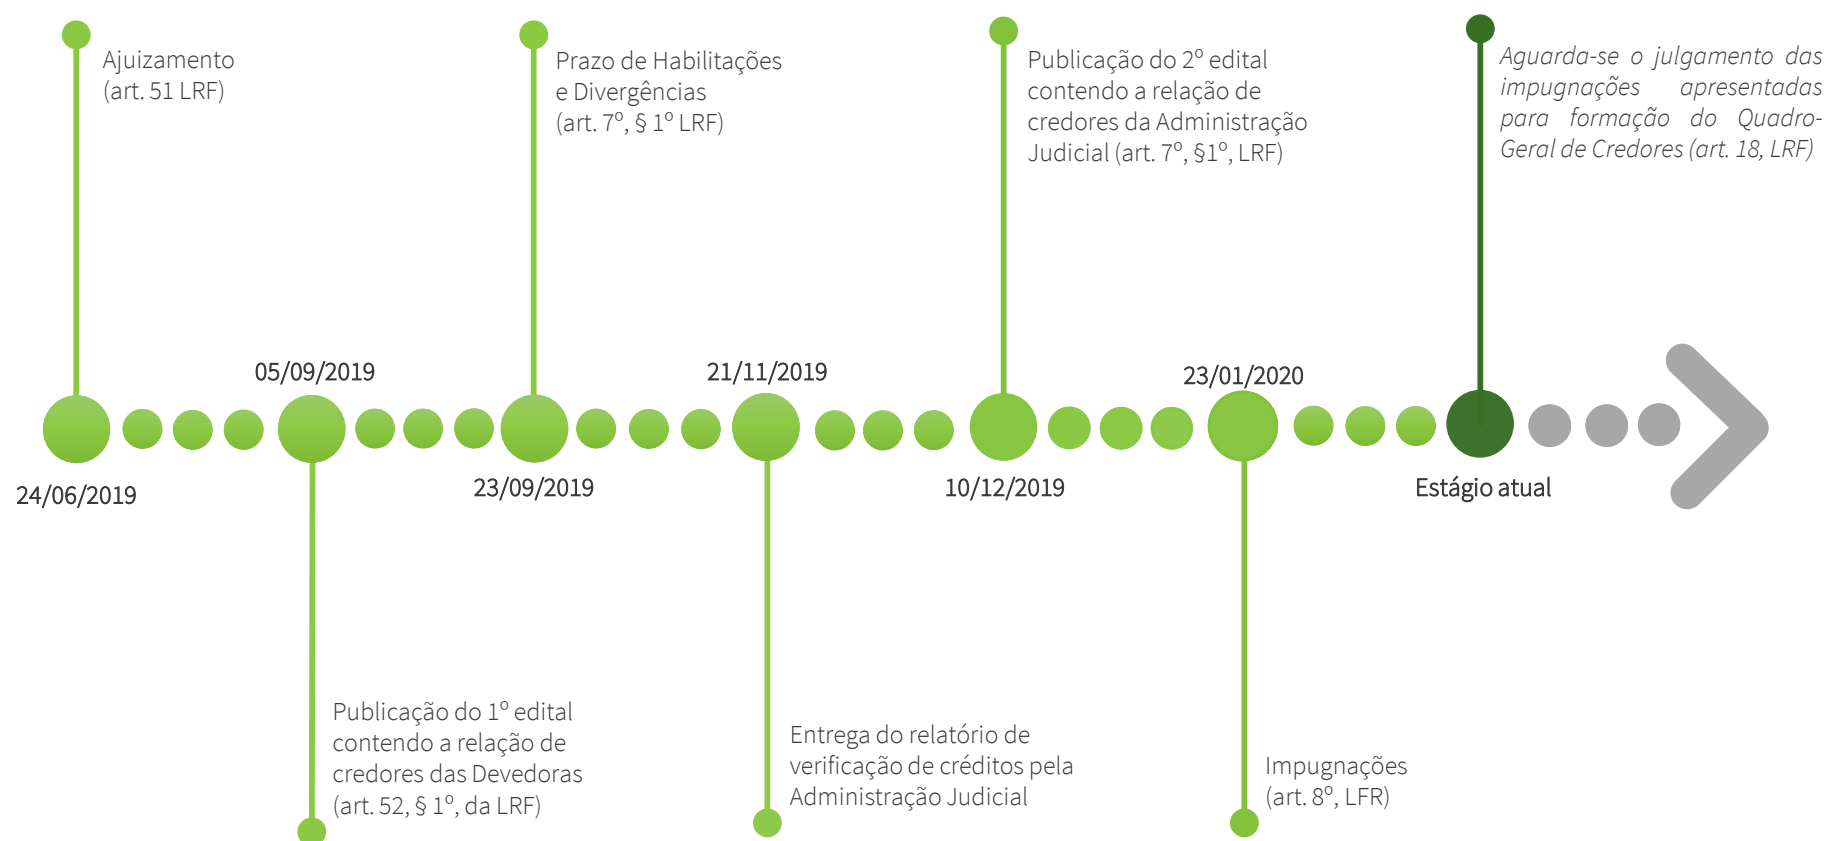 Ajuizamento
(art. 51 LRF)
Prazo de Habilitações
e Divergências
(art. 7º, § 1º LRF)
Publicação do 2º edital
contendo a relação de
credores da Administração
Judicial (art. 7º, §1º, LRF)
Aguarda-se o julgamento das
impugnações apresentadas
para formação do Quadro-
Geral de Credores (art. 18, LRF)
05/09/2019
21/11/2019
23/01/2020
24/06/2019
23/09/2019
10/12/2019
Estágio atual
Publicação do 1º edital
contendo a relação de
credores das Devedoras
(art. 52, § 1º, da LRF)
Entrega do relatório de
verificação de créditos pela
Administração Judicial
Impugnações
(art. 8º, LFR)